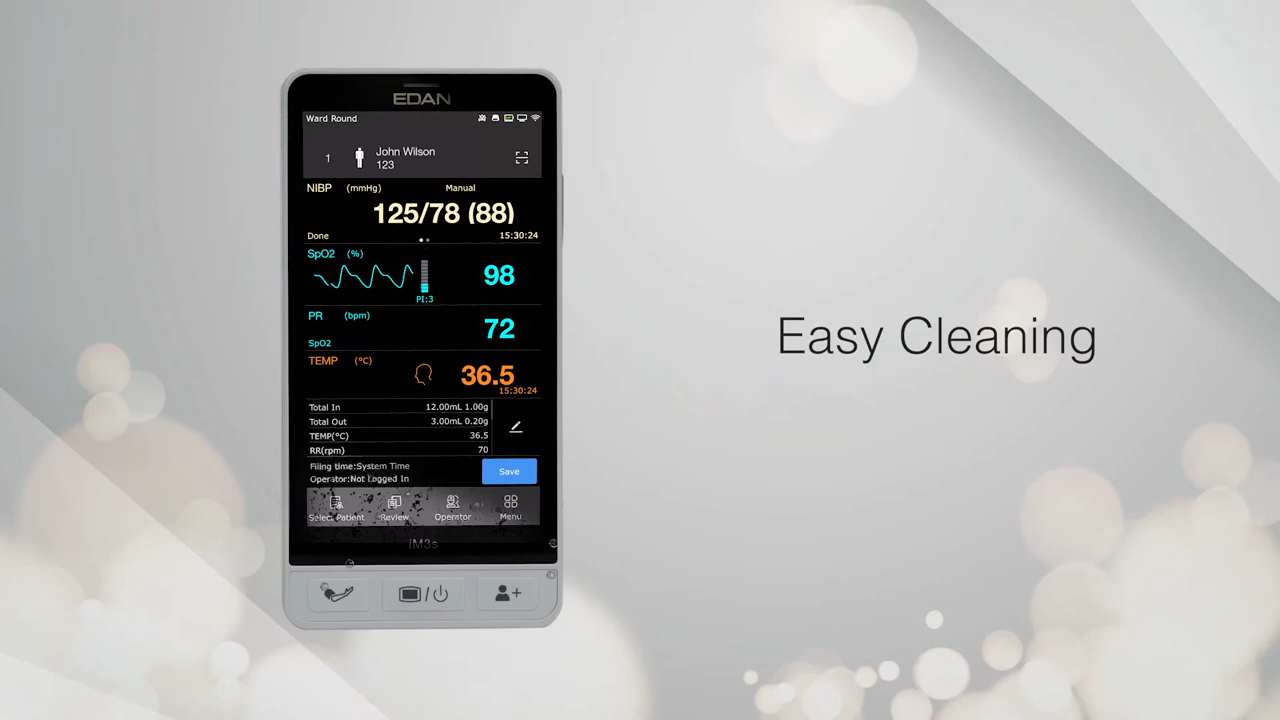 EDAN
Ward Round
1
John Wilson
123
NIBP (mmHg) Manual
125/78 (88)
Done 15:30:24
SpO2 (%)
98
PI:3
PR (bpm)
72
SpO2
TEMP (°C)
36.5
15:30:24
Total In 12.00mL 1.00g
Total Out 3.00mL 0.20g
TEMP(°C) 36.5
RR(rpm) 70
Filing time:System Time
Operator:Not Logged In
Save
Select Patient Review Operator Menu
iM3s
Easy Cleaning